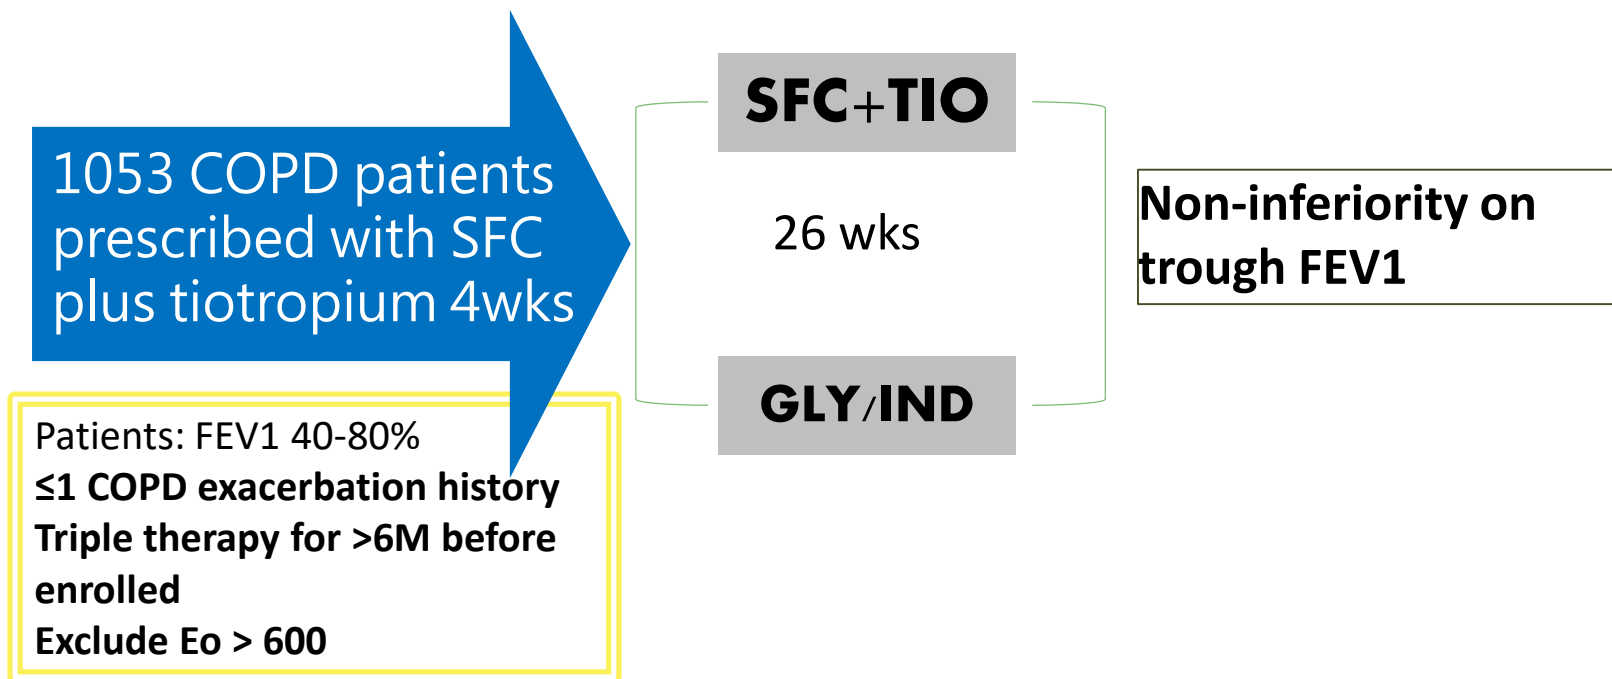 1053 COPD patients
prescribed with SFC
plus tiotropium 4wks
Patients: FEV1 40-80%
≤1 COPD exacerbation history
Triple therapy for >6M before
enrolled
Exclude Eo > 600
SFC+TIO
26 wks
GLY/IND
Non-inferiority on
trough FEV1